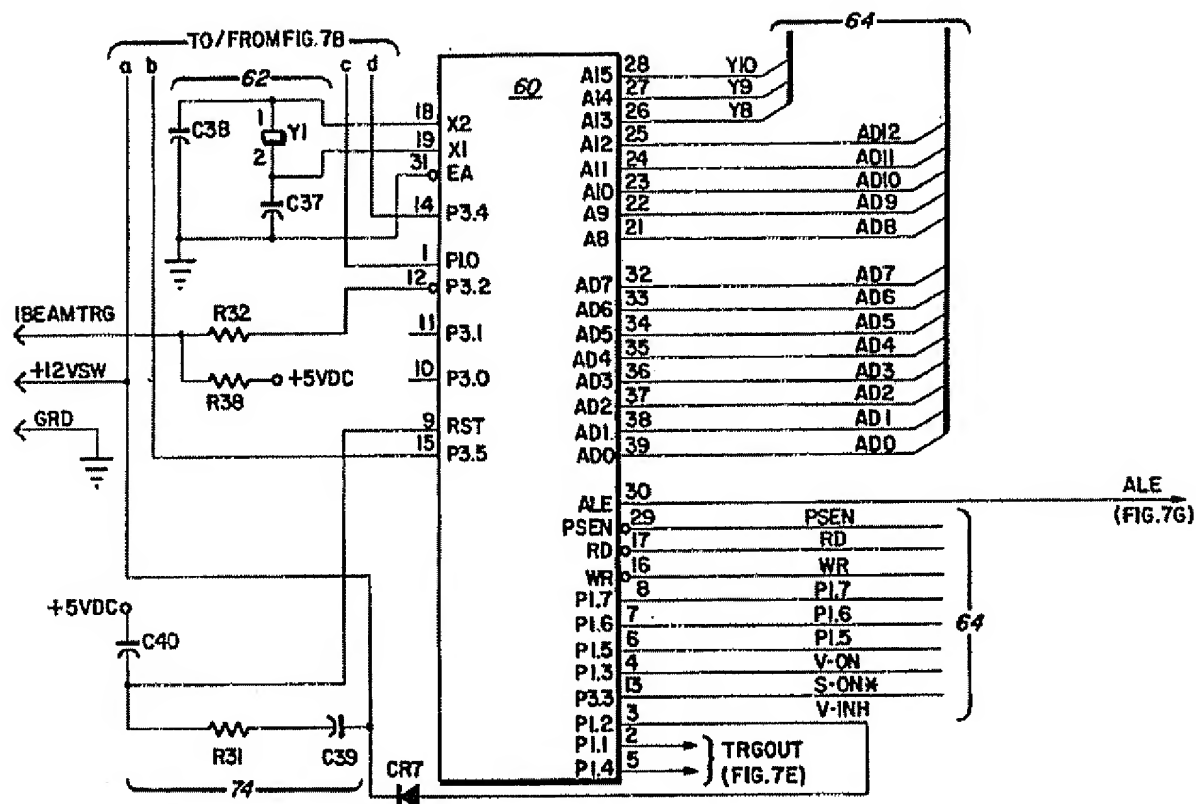 TO/FROM FIG. 7B
64
a b c d
62
60
C38
1
Y1
2
C37
18 X2
19 X1
31 EA
14 P3.4
1 P1.0
12 P3.2
11 P3.1
10 P3.0
9 RST
15 P3.5
IBEAMTRG
R32
+12VSW
R38
+5VDC
GRD
A15 28 Y10
A14 27 Y9
A13 26 Y8
A12 25 AD12
A11 24 AD11
A10 23 AD10
A9 22 AD9
A8 21 AD8
AD7 32 AD7
AD6 33 AD6
AD5 34 AD5
AD4 35 AD4
AD3 36 AD3
AD2 37 AD2
AD1 38 AD1
AD0 39 AD0
ALE 30 ALE
(FIG. 7G)
PSEN 29 PSEN
RD 17 RD
WR 16 WR
P1.7 8 P1.7
P1.6 7 P1.6
P1.5 6 P1.5
P1.3 4 V-ON
P3.3 13 S-ON*
P1.2 3 V-INH
P1.1 2
P1.4 5
64
TRGOUT
(FIG. 7E)
+5VDC
C40
R31
C39
74
CR7